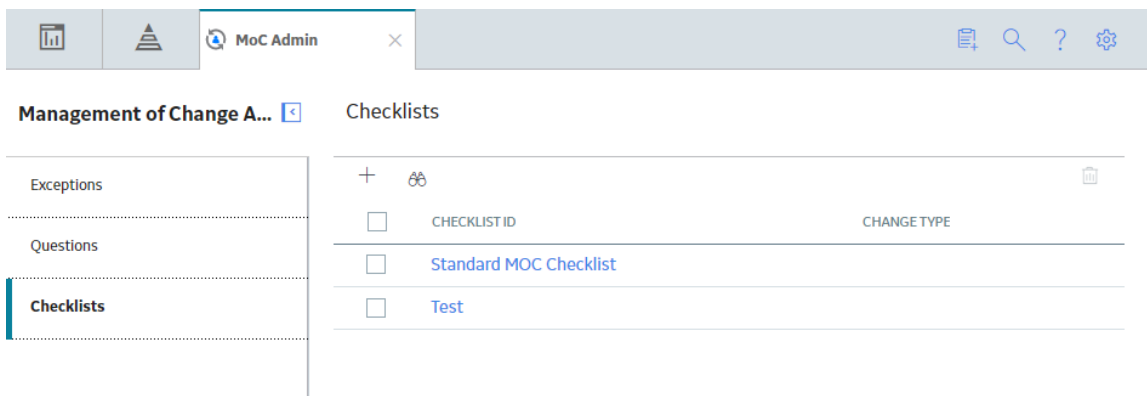 MoC Admin
Management of Change A...
Checklists
Exceptions
Questions
Checklists
CHECKLIST ID CHANGE TYPE
Standard MOC Checklist
Test